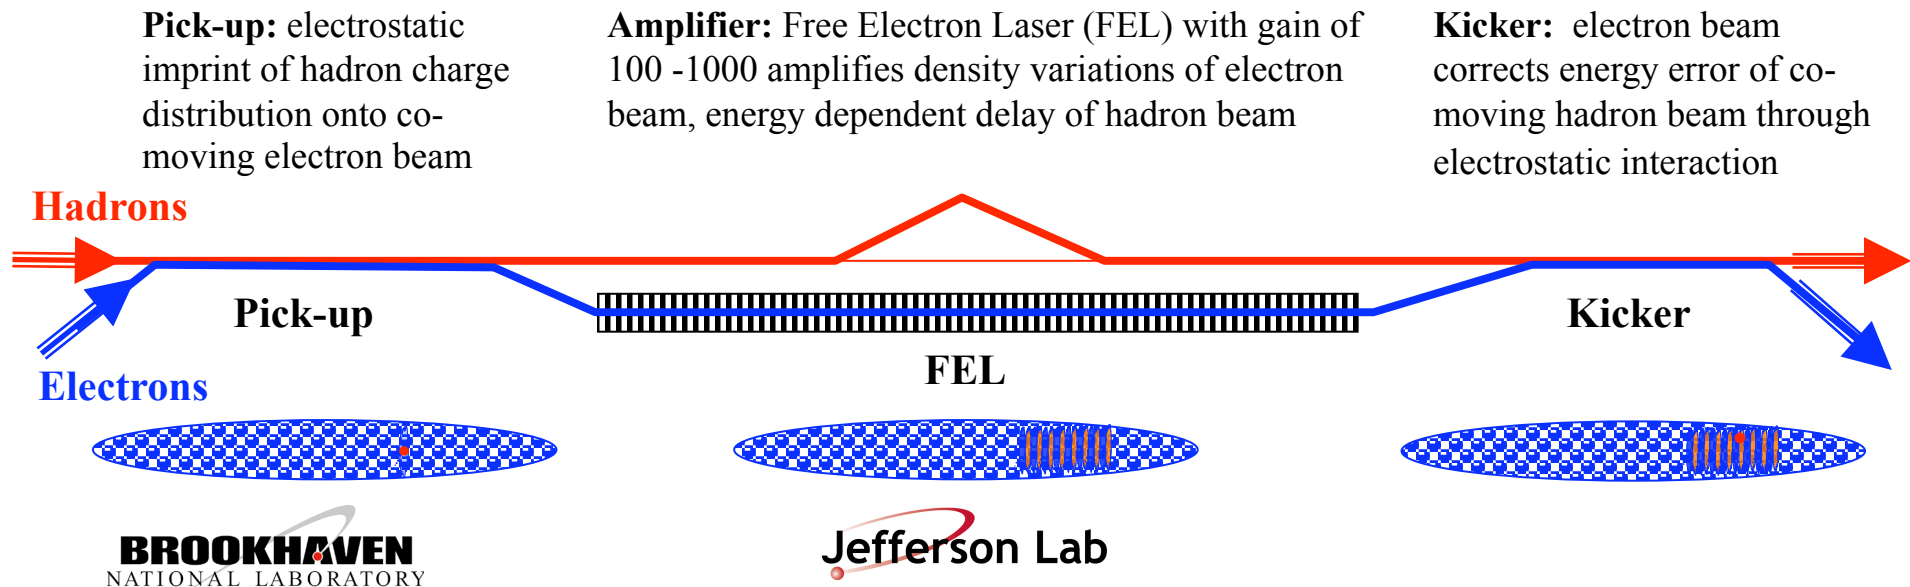 Pick-up: electrostatic
imprint of hadron charge
distribution onto co-
moving electron beam
Amplifier: Free Electron Laser (FEL) with gain of
100 -1000 amplifies density variations of electron
beam, energy dependent delay of hadron beam
Kicker:  electron beam
corrects energy error of co-
moving hadron beam through
electrostatic interaction
Hadrons
Pick-up
Kicker
FEL
Electrons
BROOKHAVEN
NATIONAL LABORATORY
Jefferson Lab